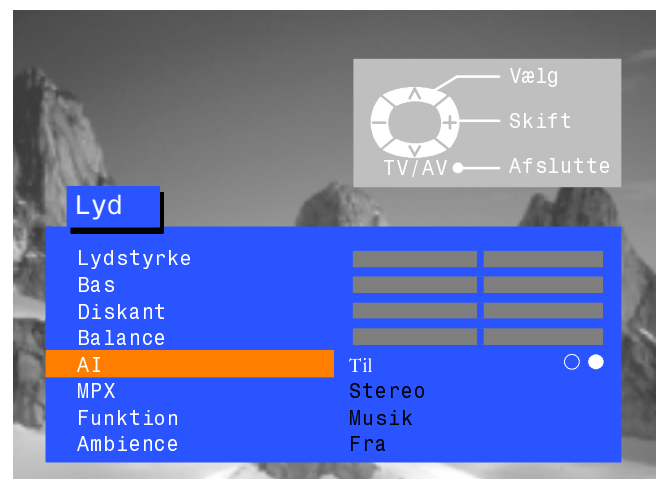 Vælg
Skift
TV/AV Afslutte
Lyd
Lydstyrke
Bas
Diskant
Balance
AI Til
MPX Stereo
Funktion Musik
Ambience Fra